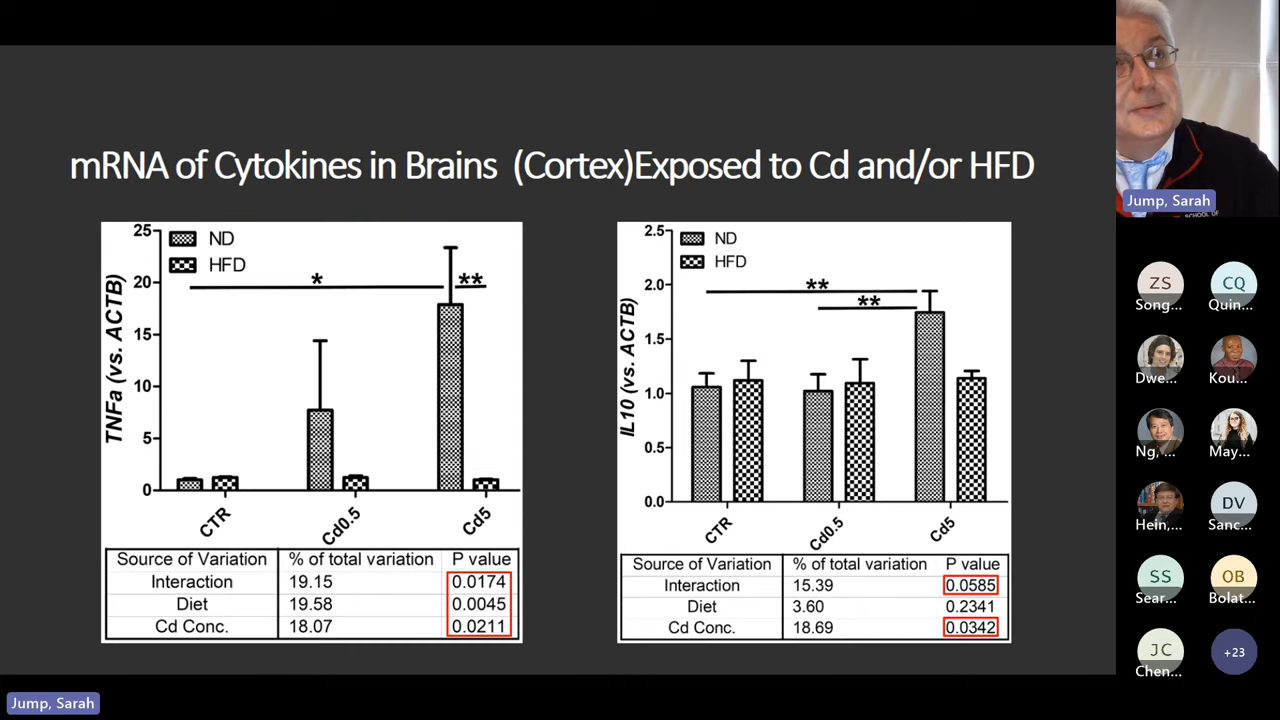 mRNA of Cytokines in Brains (Cortex)Exposed to Cd and/or HFD
TNFa (vs. ACTB)
25
20
15
10
5
0
ND
HFD
*
**
CTR
Cd0.5
Cd5
Source of Variation % of total variation P value
Interaction 19.15 0.0174
Diet 19.58 0.0045
Cd Conc. 18.07 0.0211
IL10 (vs. ACTB)
2.5
2.0
1.5
1.0
0.5
0.0
ND
HFD
**
**
CTR
Cd0.5
Cd5
Source of Variation % of total variation P value
Interaction 15.39 0.0585
Diet 3.60 0.2341
Cd Conc. 18.69 0.0342
Jump, Sarah
SCHOOL OF
ZS CQ
Song... Quin...
Dwe... Kou...
Ng, ... May...
DV
Hein,... Sanc...
SS OB
Sear... Bolat...
JC +23
Chen...
Jump, Sarah